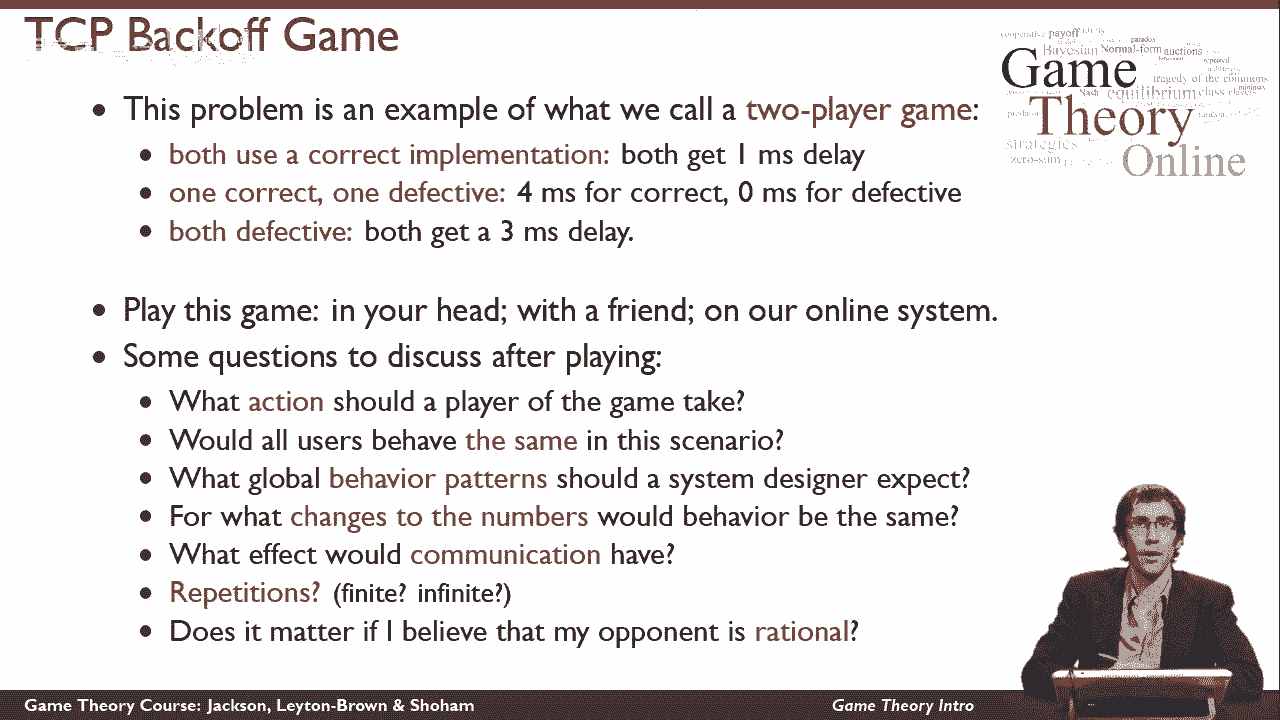 TCP Backoff Game
This problem is an example of what we call a two-player game:
both use a correct implementation: both get 1 ms delay
one correct, one defective: 4 ms for correct, 0 ms for defective
both defective: both get a 3 ms delay.
Play this game: in your head; with a friend; on our online system.
Some questions to discuss after playing:
What action should a player of the game take?
Would all users behave the same in this scenario?
What global behavior patterns should a system designer expect?
For what changes to the numbers would behavior be the same?
What effect would communication have?
Repetitions? (finite? infinite?)
Does it matter if I believe that my opponent is rational?
cooperative payoff
Bayesian Normal-form auctions
Game
tragedy of the commons
Nash equilibrium
Theory
strategies
zero-sum
Online
Game Theory Course: Jackson, Leyton-Brown & Shoham
Game Theory Intro